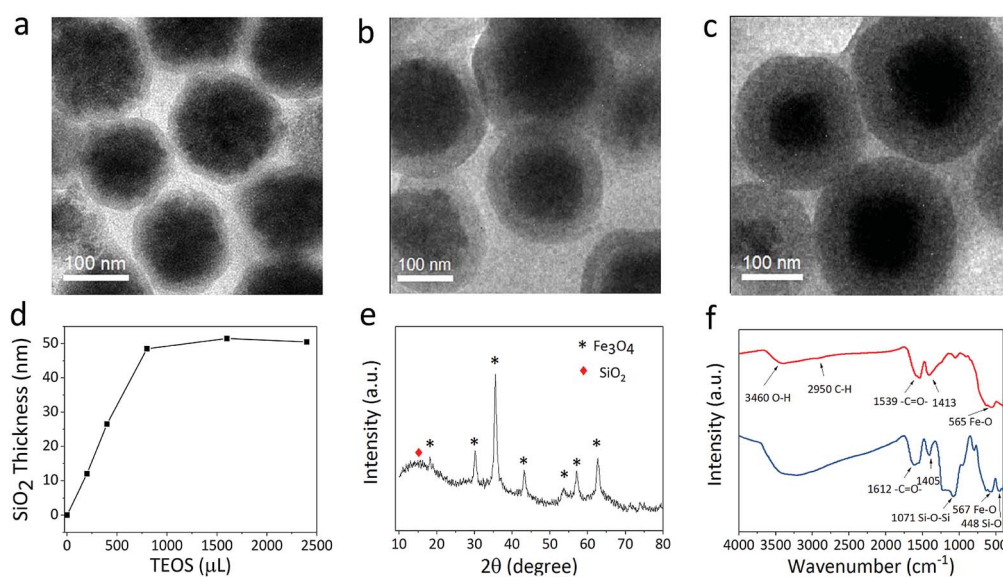 a
100 nm
b
100 nm
c
100 nm
d
SiO2 Thickness (nm)
50
40
30
20
10
0
0 500 1000 1500 2000 2500
TEOS (μL)
e
Intensity (a.u.)
* Fe3O4
♦ SiO2
* * * * * * *
10 20 30 40 50 60 70 80
2θ (degree)
f
Intensity (a.u.)
3460 O-H
2950 C-H
1539 -C=O-
1413
565 Fe-O
1612 -C=O-
1405
1071 Si-O-Si
567 Fe-O
448 Si-O
4000 3500 3000 2500 2000 1500 1000 500
Wavenumber (cm-1)